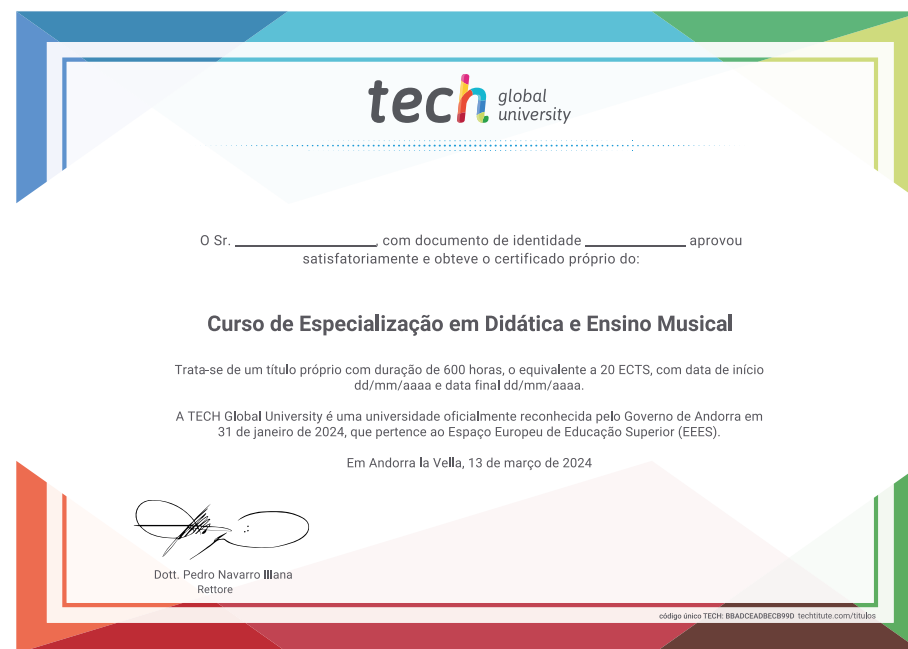 tech global
university
O Sr. ____________, com documento de identidade ____________ aprovou
satisfatoriamente e obteve o certificado próprio do:
Curso de Especialização em Didática e Ensino Musical
Trata-se de um título próprio com duração de 600 horas, o equivalente a 20 ECTS, com data de início
dd/mm/aaaa e data final dd/mm/aaaa.
A TECH Global University é uma universidade oficialmente reconhecida pelo Governo de Andorra em
31 de janeiro de 2024, que pertence ao Espaço Europeu de Educação Superior (EEES).
Em Andorra la Vella, 13 de março de 2024
Dott. Pedro Navarro Illana
Rettore
código único TECH: BBADCEADBECB99D techtitute.com/titulos